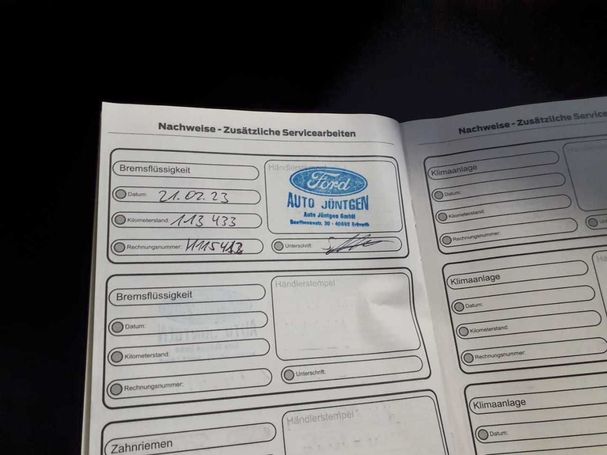 Nachweise - Zusätzliche Servicearbeiten
Bremsflüssigkeit
Händlerstempel
Ford
AUTO JÜNTGEN
Auto Jüntgen GmbH
Datum: 21.02.23
Kilometerstand: 113 433
Rechnungsnummer:
Unterschrift:
Bremsflüssigkeit
Händlerstempel
Datum:
Kilometerstand:
Rechnungsnummer:
Unterschrift:
Zahnriemen
Händlerstempel
Nachweise - Zusätzliche Servic
Klimaanlage
Datum:
Kilometerstand:
Rechnungsnummer:
Klimaanlage
Datum:
Kilometerstand:
Rechnungsnummer:
Klimaanlage
Datum: